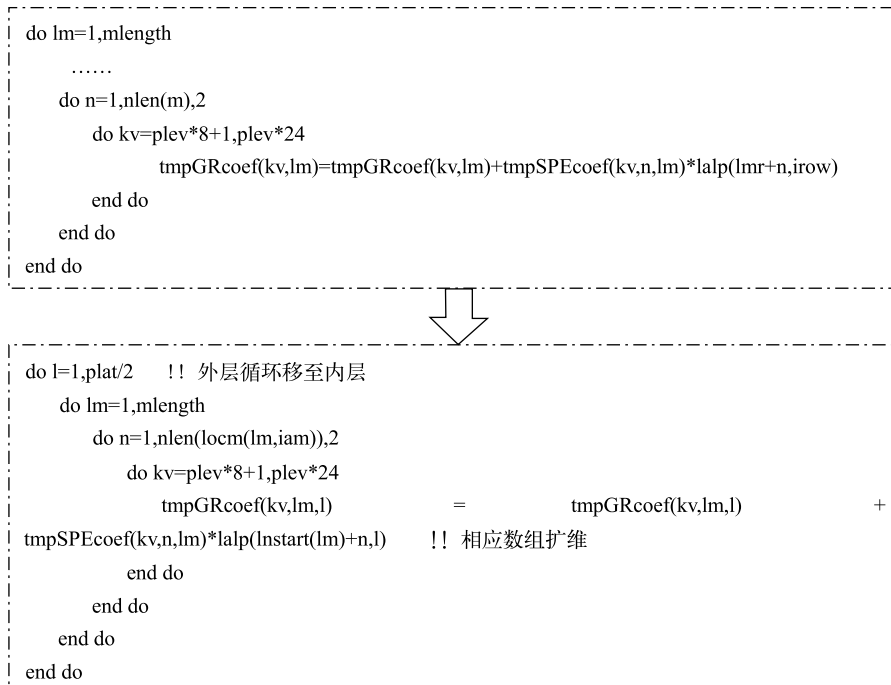 do lm=1,mlength
……
do n=1,nlen(m),2
do kv=plev*8+1,plev*24
tmpGRcoef(kv,lm)=tmpGRcoef(kv,lm)+tmpSPEcoef(kv,n,lm)*lalp(lmr+n,irow)
end do
end do
end do
do l=1,plat/2 !! 外层循环移至内层
do lm=1,mlength
do n=1,nlen(locm(lm,iam)),2
do kv=plev*8+1,plev*24
tmpGRcoef(kv,lm,l) = tmpGRcoef(kv,lm,l) +
tmpSPEcoef(kv,n,lm)*lalp(lnstart(lm)+n,l) !! 相应数组扩维
end do
end do
end do
end do